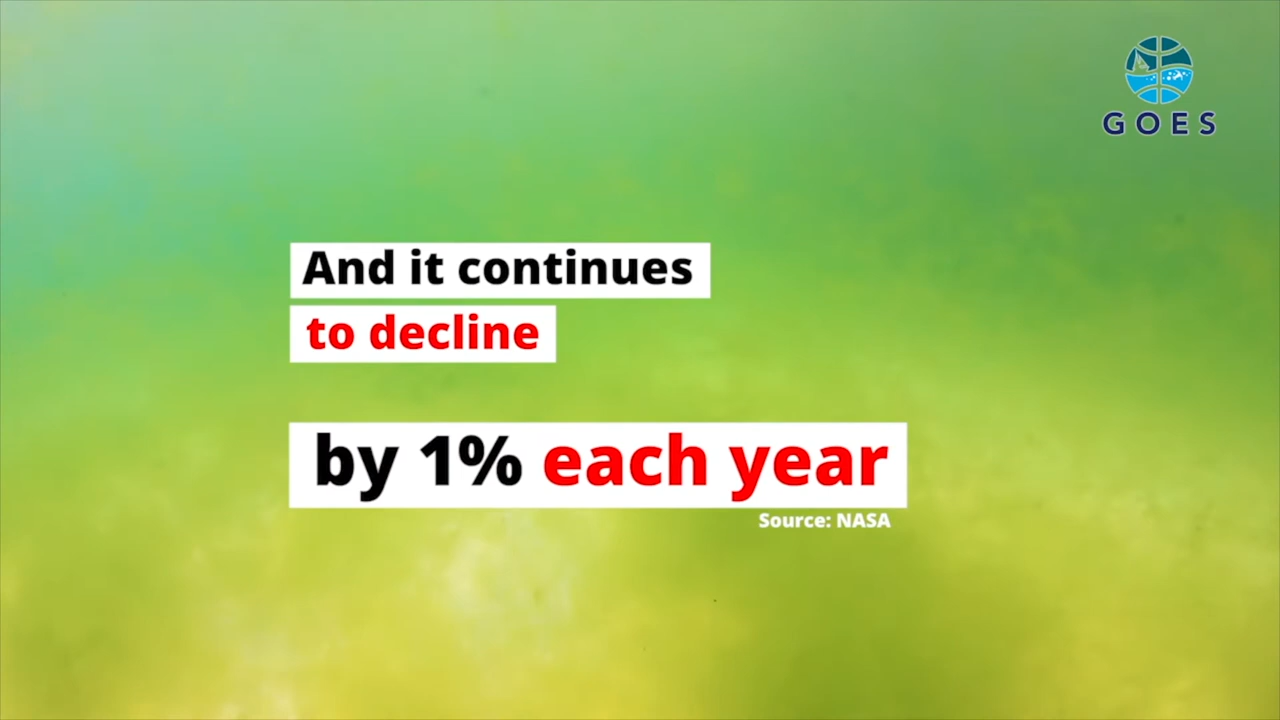 GOES
And it continues
to decline
by 1% each year
Source: NASA